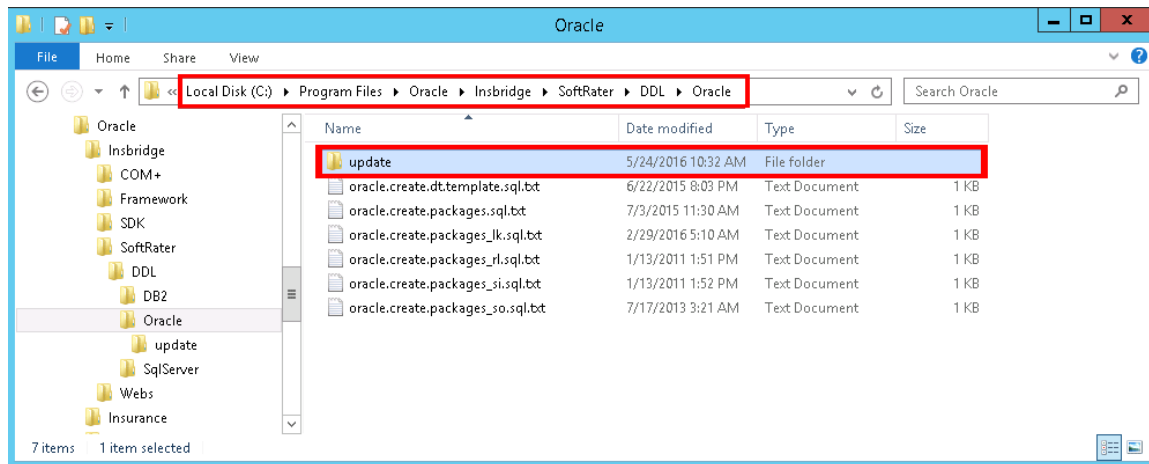 Oracle
File Home Share View
« Local Disk (C:) Program Files Oracle Insbridge SoftRater DDL Oracle
Search Oracle
Oracle
Insbridge
COM+
Framework
SDK
SoftRater
DDL
DB2
Oracle
update
SqlServer
Webs
Insurance
Name Date modified Type Size
update 5/24/2016 10:32 AM File folder
oracle.create.dt.template.sql.txt 6/22/2015 8:03 PM Text Document 1 KB
oracle.create.packages.sql.txt 7/3/2015 11:30 AM Text Document 1 KB
oracle.create.packages_lk.sql.txt 2/29/2016 5:10 AM Text Document 1 KB
oracle.create.packages_rl.sql.txt 1/13/2011 1:51 PM Text Document 1 KB
oracle.create.packages_si.sql.txt 1/13/2011 1:52 PM Text Document 1 KB
oracle.create.packages_so.sql.txt 7/17/2013 3:21 AM Text Document 1 KB
7 items 1 item selected